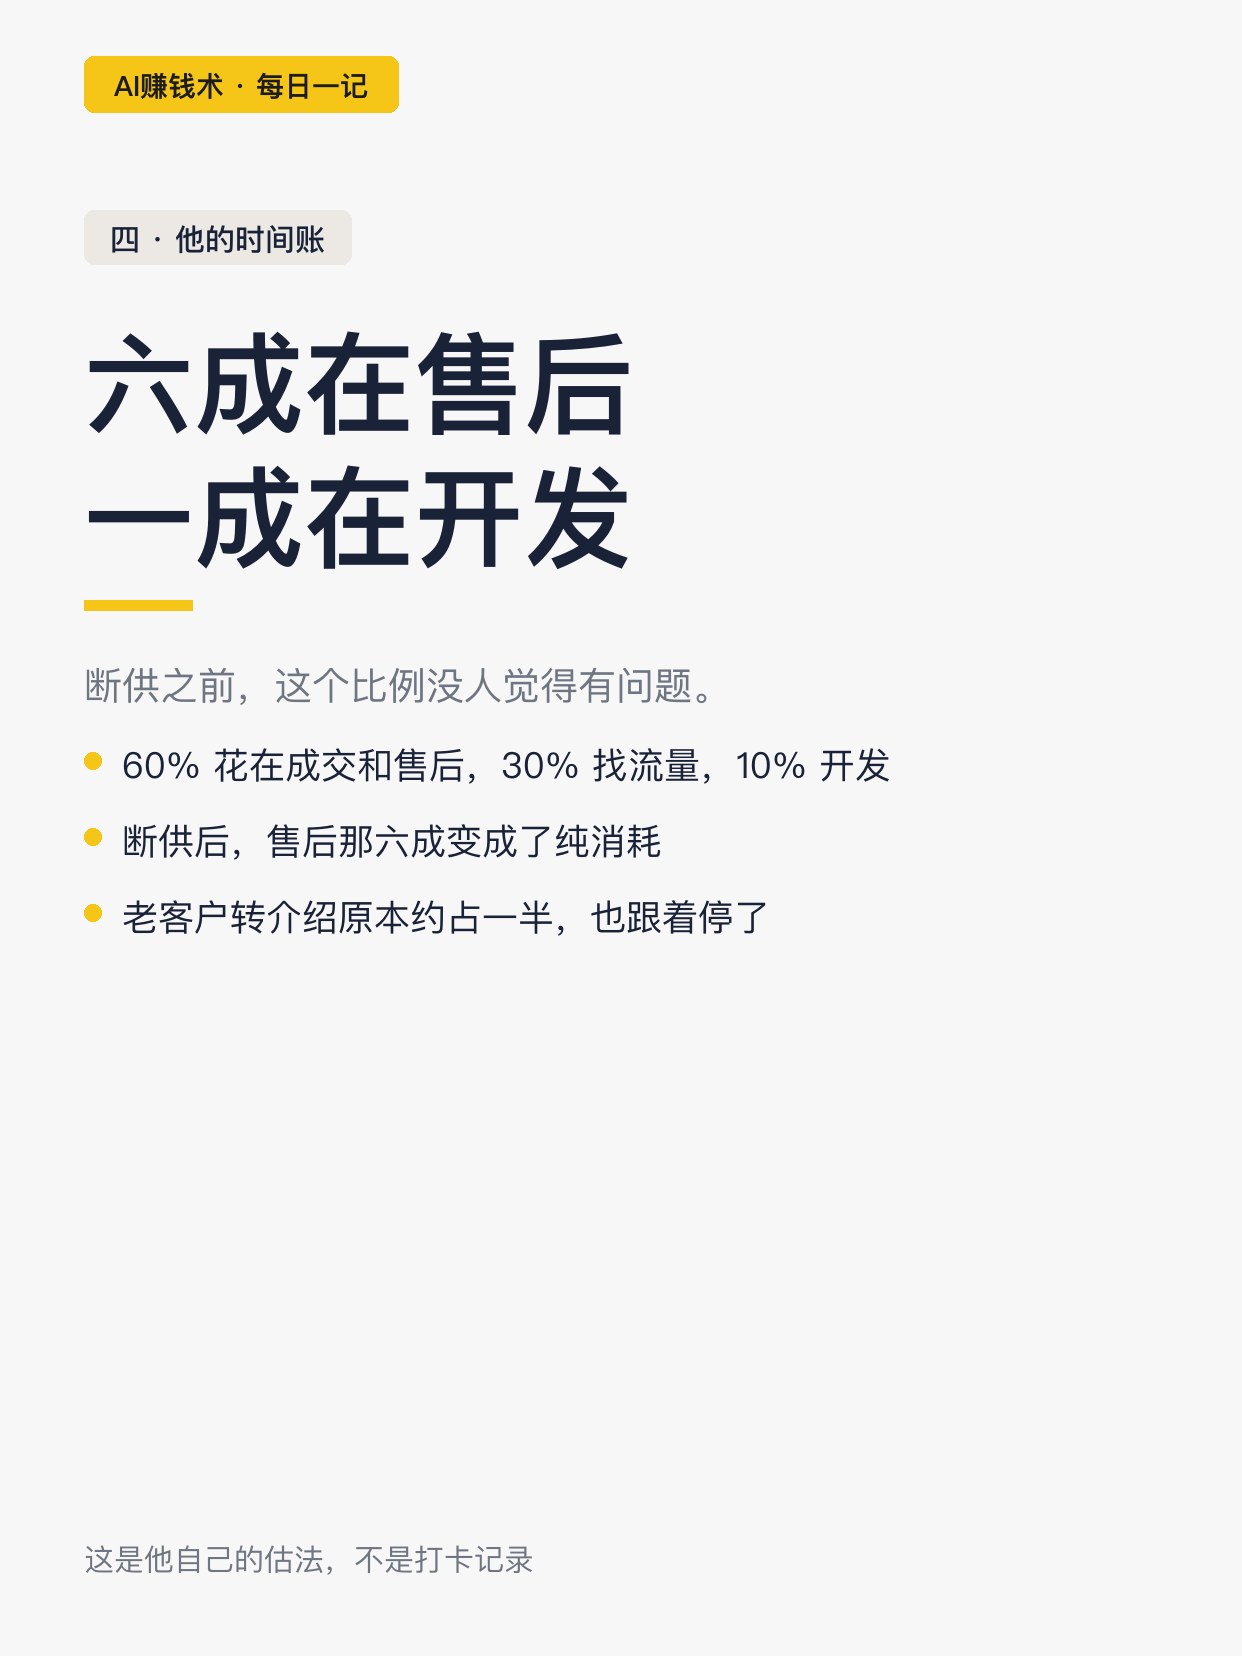 AI赚钱术 · 每日一记
四 · 他的时间账
六成在售后
一成在开发
断供之前，这个比例没人觉得有问题。
60% 花在成交和售后，30% 找流量，10% 开发
断供后，售后那六成变成了纯消耗
老客户转介绍原本约占一半，也跟着停了
这是他自己的估法，不是打卡记录